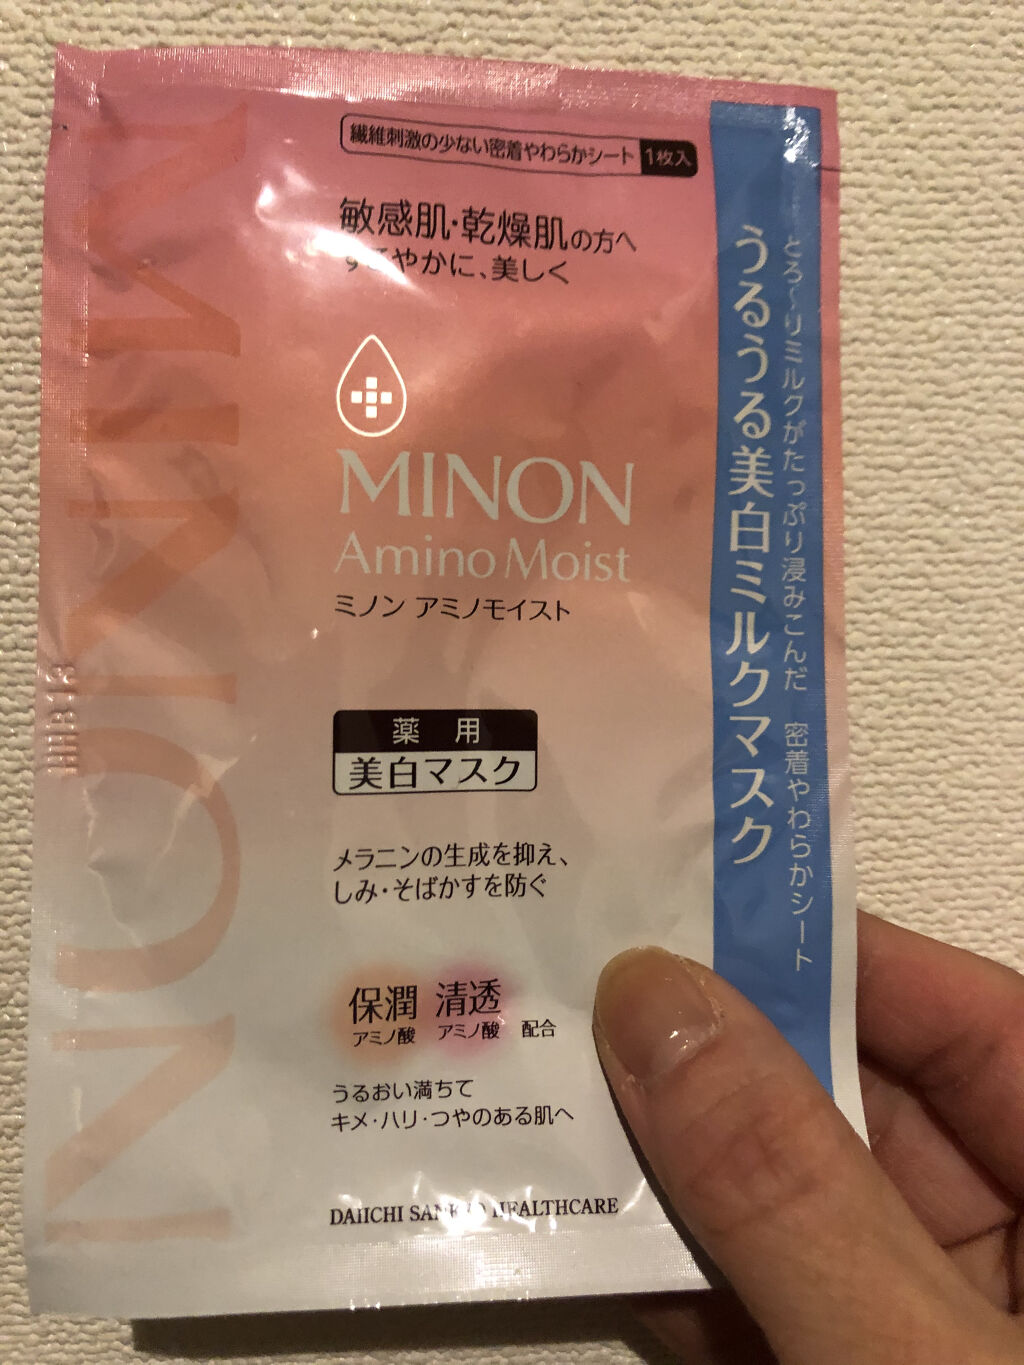 繊維刺激の少ない密着やわらかシート 1枚入
敏感肌・乾燥肌の方へ
すこやかに、美しく
MINON
Amino Moist
ミノン アミノモイスト
薬用
美白マスク
メラニンの生成を抑え、
しみ・そばかすを防ぐ
保潤 清透
アミノ酸 アミノ酸 配合
うるおい満ちて
キメ・ハリ・つやのある肌へ
DAIICHI SANKYO HEALTHCARE
とろ〜りミルクがたっぷり浸みこんだ 密着やわらかシート
うるうる美白ミルクマスク
MINON